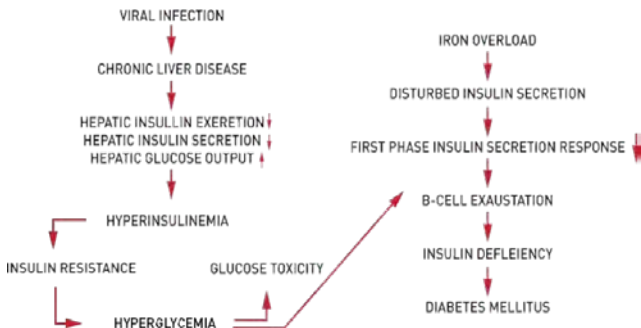 VIRAL INFECTION
CHRONIC LIVER DISEASE
HEPATIC INSULLIN EXERETION
HEPATIC INSULIN SECRETION
HEPATIC GLUCOSE OUTPUT
HYPERINSULINEMIA
INSULIN RESISTANCE
GLUCOSE TOXICITY
HYPERGLYCEMIA
IRON OVERLOAD
DISTURBED INSULIN SECRETION
FIRST PHASE INSULIN SECRETION RESPONSE
B-CELL EXAUSTATION
INSULIN DEFLEIENCY
DIABETES MELLITUS